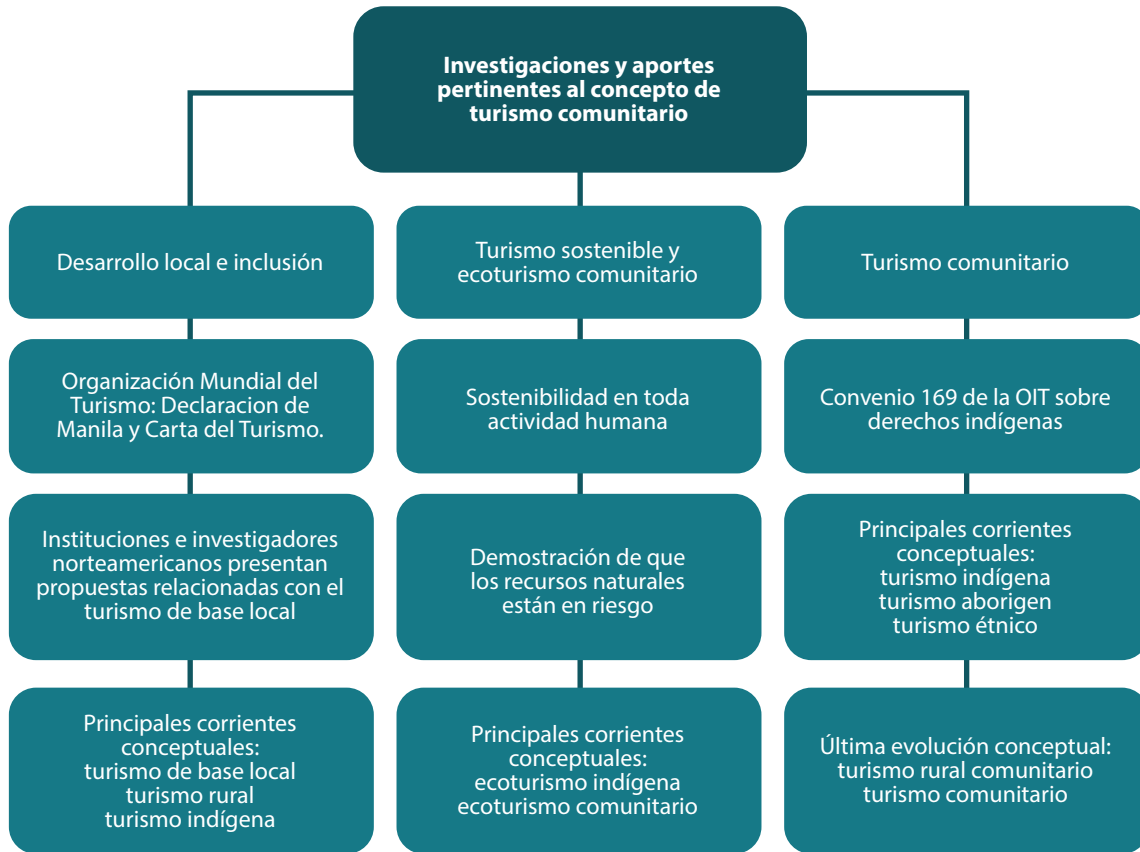 Investigaciones y aportes
pertinentes al concepto de
turismo comunitario
Desarrollo local e inclusión
Organización Mundial del
Turismo: Declaracion de
Manila y Carta del Turismo.
Instituciones e investigadores
norteamericanos presentan
propuestas relacionadas con el
turismo de base local
Principales corrientes
conceptuales:
turismo de base local
turismo rural
turismo indígena
Turismo sostenible y
ecoturismo comunitario
Sostenibilidad en toda
actividad humana
Demostración de que
los recursos naturales
están en riesgo
Principales corrientes
conceptuales:
ecoturismo indígena
ecoturismo comunitario
Turismo comunitario
Convenio 169 de la OIT sobre
derechos indígenas
Principales corrientes
conceptuales:
turismo indígena
turismo aborigen
turismo étnico
Última evolución conceptual:
turismo rural comunitario
turismo comunitario